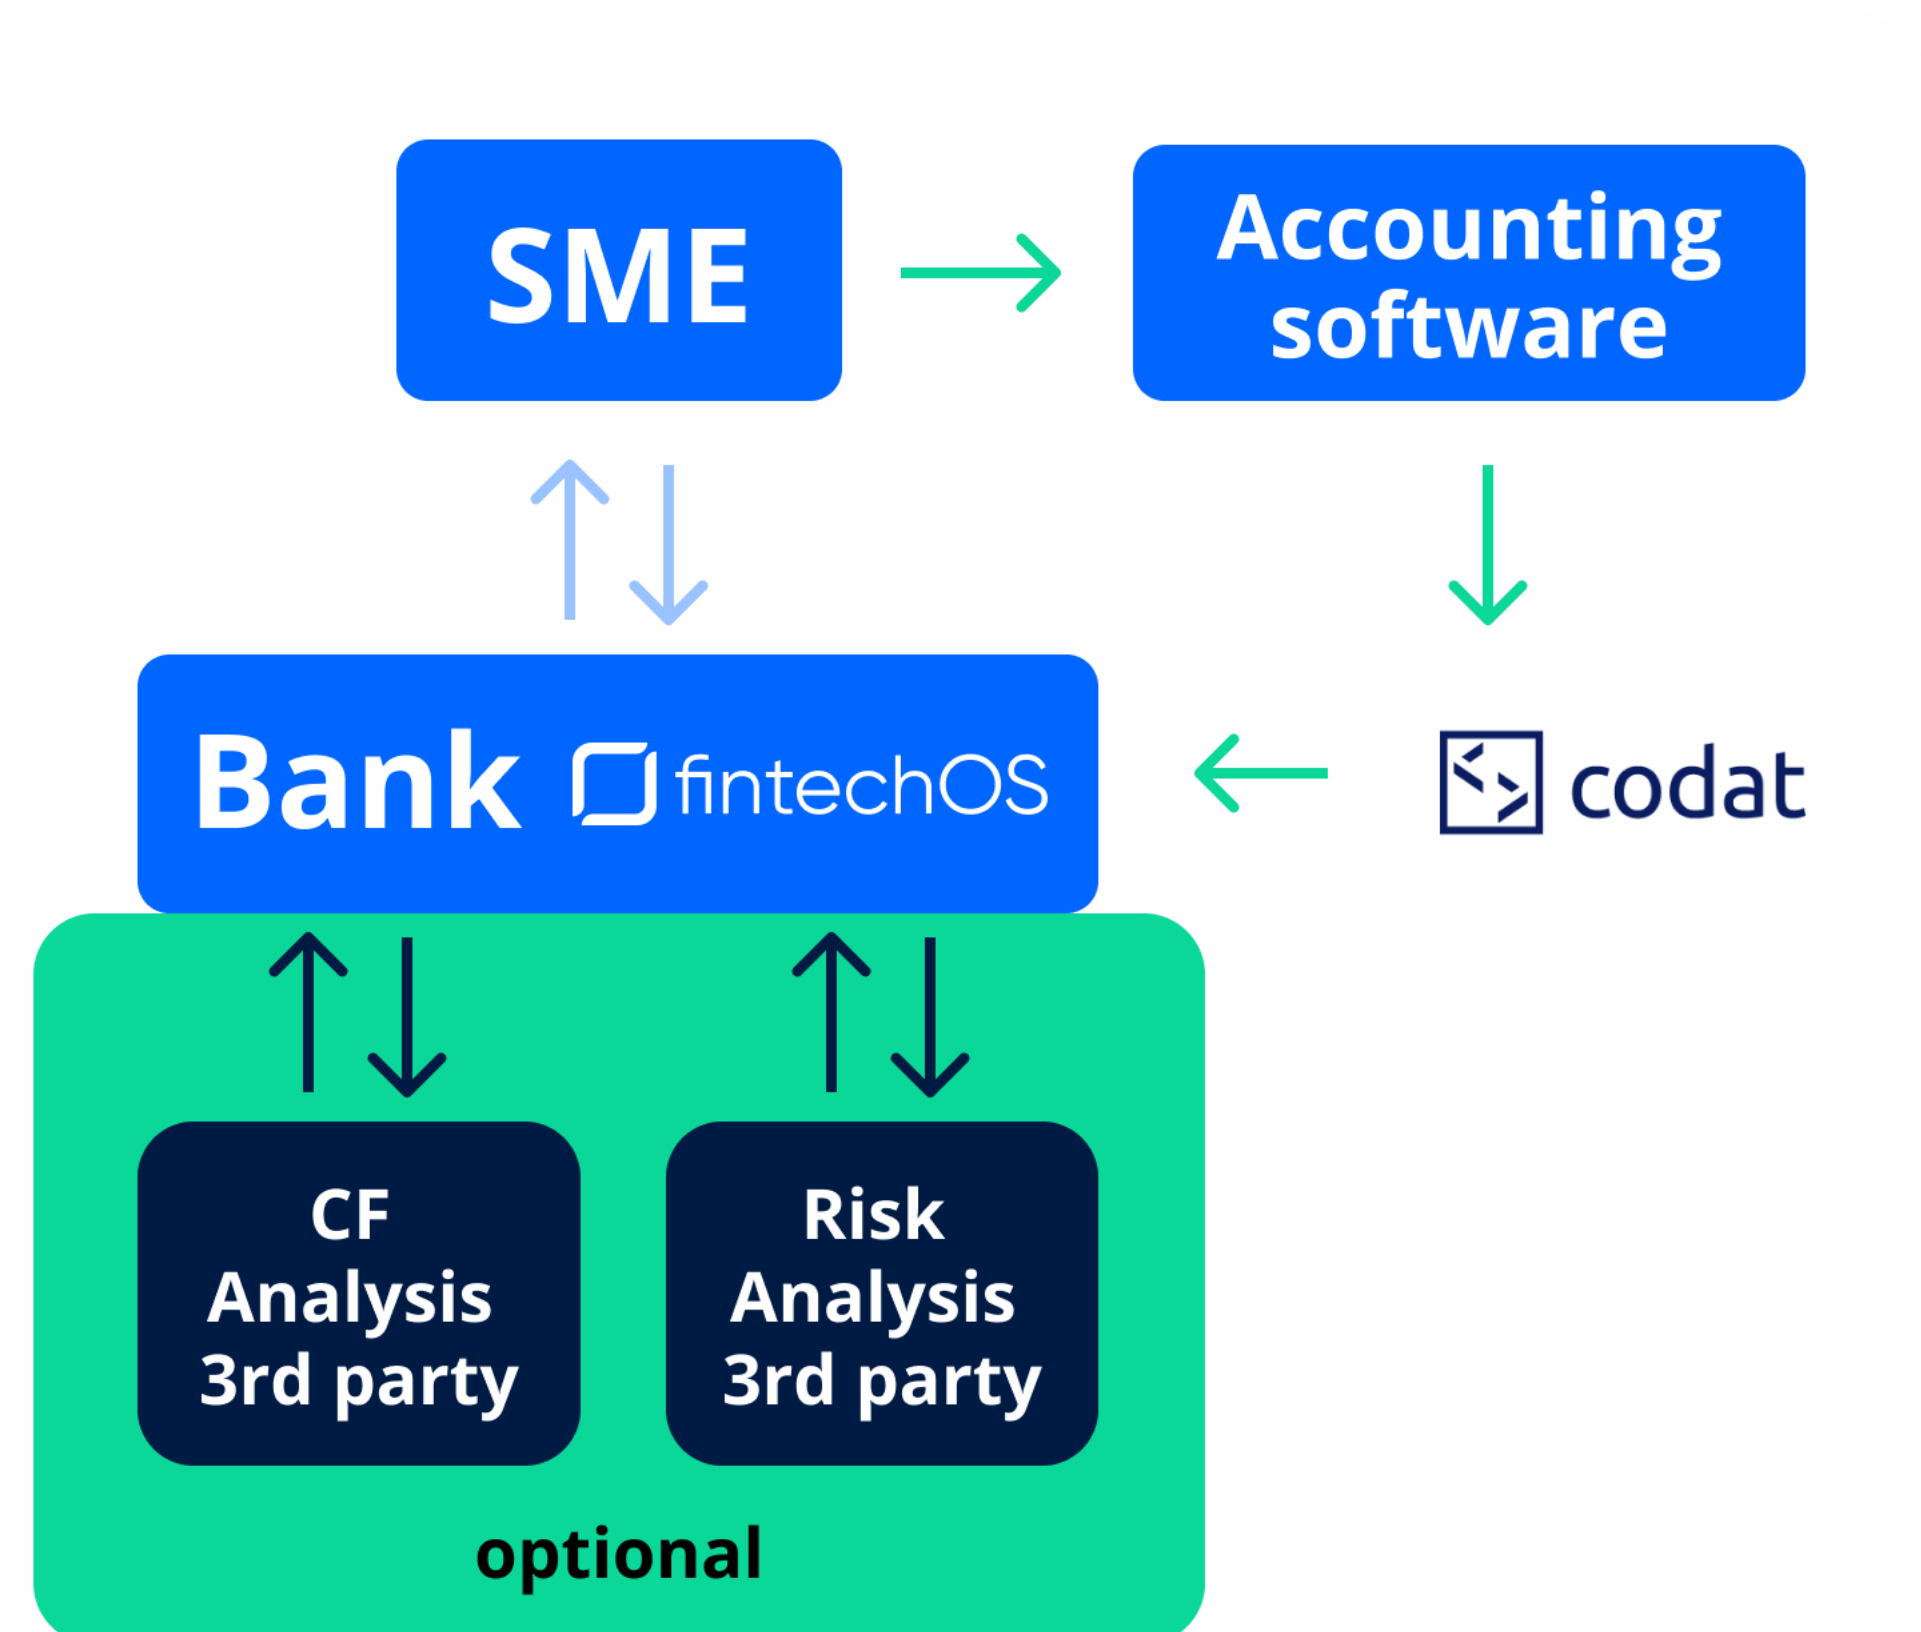 SME
Accounting
software
Bank fintechOS
codat
CF
Analysis
3rd party
Risk
Analysis
3rd party
optional